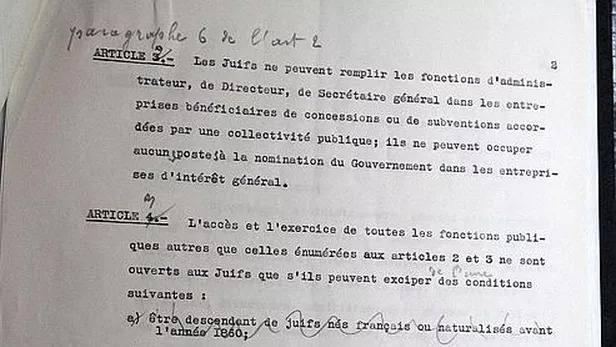 paragraphe 6 de l'art 2
2
ARTICLE 3.- Les Juifs ne peuvent remplir les fonctions d'adminis-
trateur, de Directeur, de Secrétaire général dans les entre-
prises bénéficiaires de concessions ou de subventions accor-
dées par une collectivité publique; ils ne peuvent occuper
aucun poste à la nomination du Gouvernement dans les entrepri-
ses d'intérêt général.
ARTICLE 4.- L'accès et l'exercice de toutes les fonctions publi-
ques autres que celles énumérées aux articles 2 et 3 ne sont
de l'une
ouverts aux Juifs que s'ils peuvent exciper des conditions
suivantes :
a) être descendant de juifs nés français ou naturalisés avant
l'année 1860;